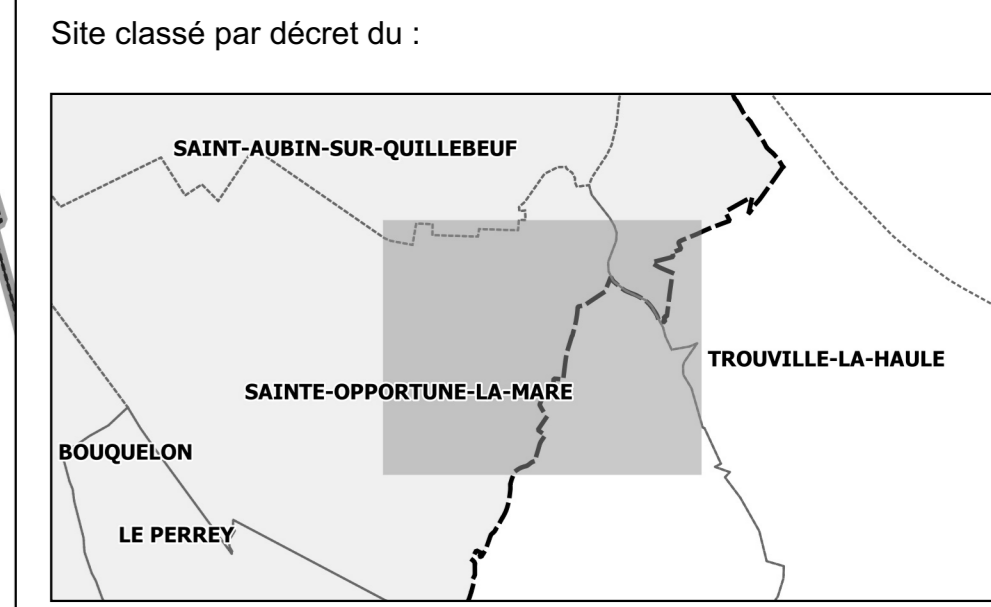 Site classé par décret du :
SAINT-AUBIN-SUR-QUILLEBEUF
TROUVILLE-LA-HAULE
SAINTE-OPPORTUNE-LA-MARE
BOUQUELON
LE PERREY